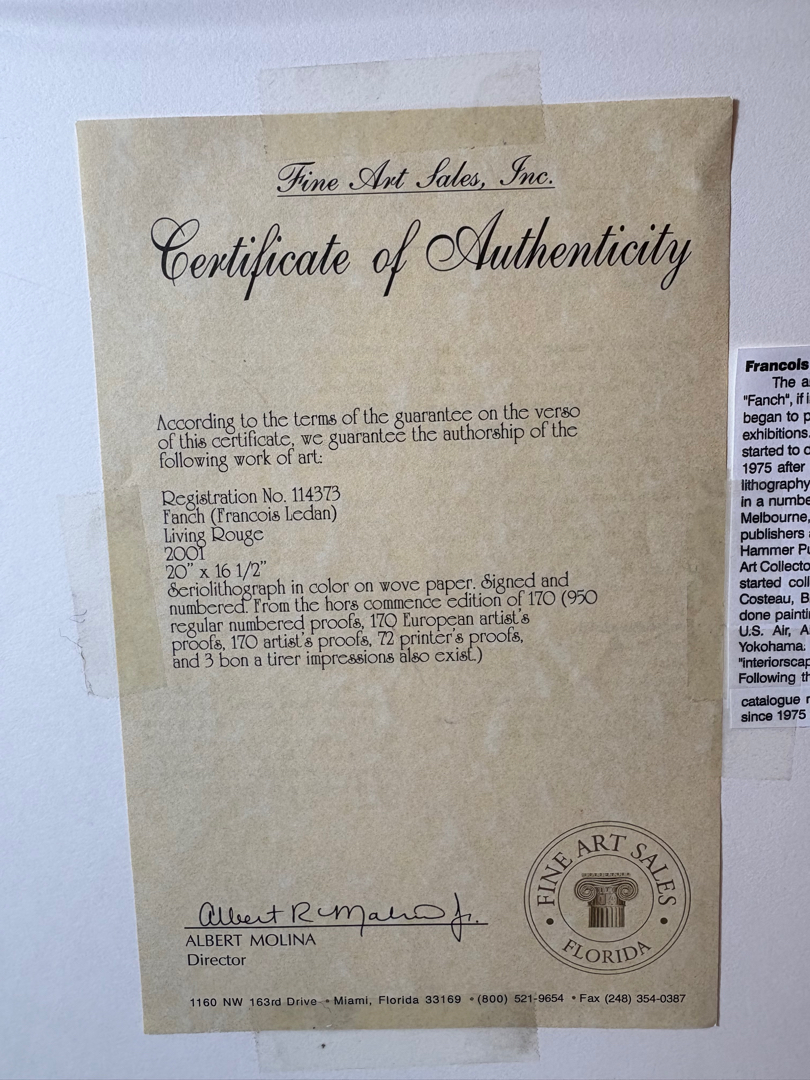 Fine Art Sales, Inc.
Certificate of Authenticity
According to the terms of the guarantee on the verso
of this certificate, we guarantee the authorship of the
following work of art:
Registration No. 114373
Fanch (Francois Ledan)
Living Rouge
2001
20" x 16 1/2"
Seriolithograph in color on wove paper. Signed and
numbered. From the hors commence edition of 170 (950
regular numbered proofs, 170 European artist's
proofs, 170 artist's proofs, 72 printer's proofs,
and 3 bon a tirer impressions also exist.)
Albert R Molina Jr.
ALBERT MOLINA
Director
FINE ART SALES
FLORIDA
1160 NW 163rd Drive • Miami, Florida 33169 • (800) 521-9654 • Fax (248) 354-0387
Francois
The a
"Fanch", if i
began to p
exhibitions.
started to c
1975 after
lithography
in a numbe
Melbourne,
publishers a
Hammer Pu
Art Collecto
started coll
Costeau, B
done painti
U.S. Air, A
Yokohama.
"interiorscap
Following th
catalogue r
since 1975